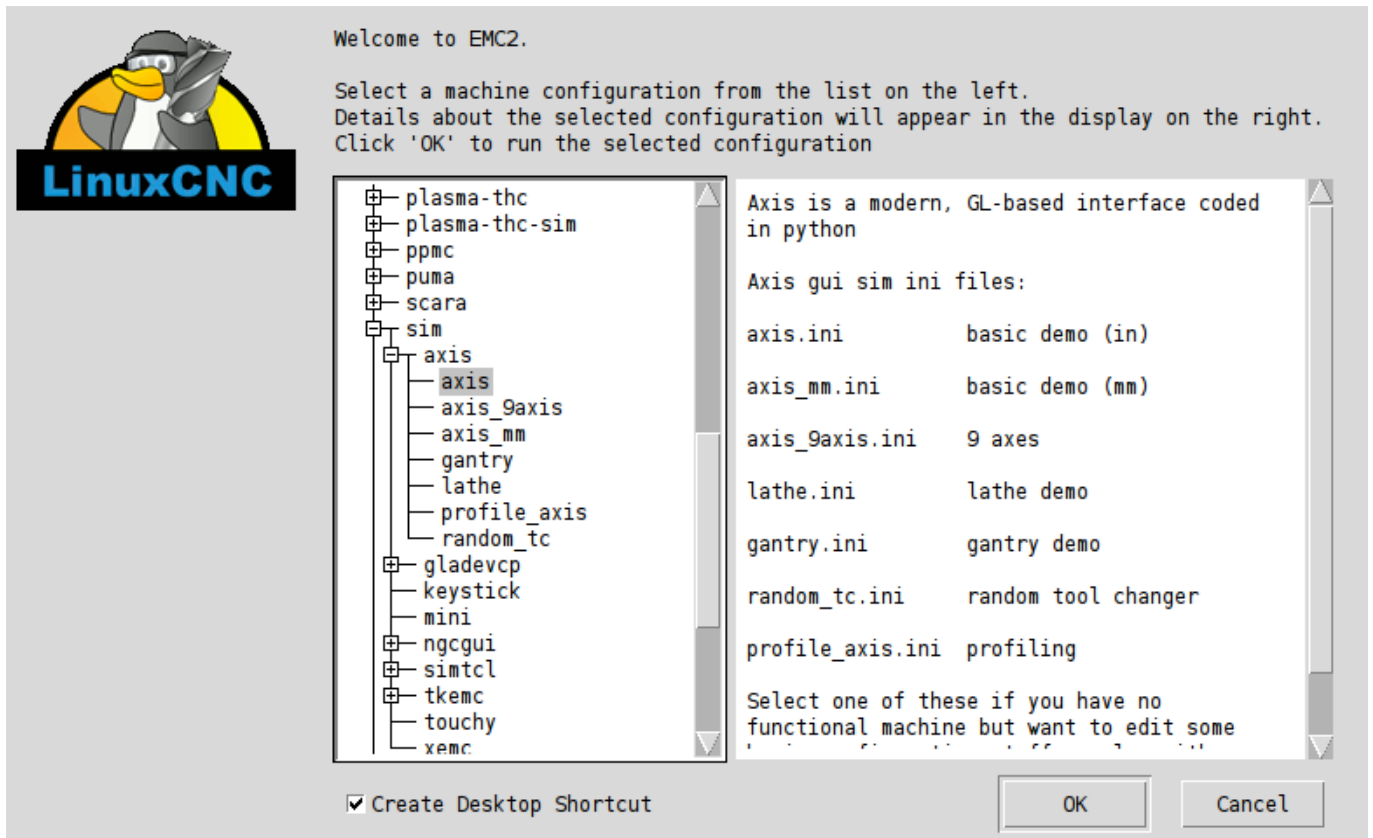 LinuxCNC
Welcome to EMC2.
Select a machine configuration from the list on the left.
Details about the selected configuration will appear in the display on the right.
Click 'OK' to run the selected configuration
plasma-thc
plasma-thc-sim
ppmc
puma
scara
sim
axis
axis
axis_9axis
axis_mm
gantry
lathe
profile_axis
random_tc
gladevcp
keystick
mini
ngcgui
simtcl
tkemc
touchy
xemc
Axis is a modern, GL-based interface coded
in python
Axis gui sim ini files:
axis.ini basic demo (in)
axis_mm.ini basic demo (mm)
axis_9axis.ini 9 axes
lathe.ini lathe demo
gantry.ini gantry demo
random_tc.ini random tool changer
profile_axis.ini profiling
Select one of these if you have no
functional machine but want to edit some
Create Desktop Shortcut
OK
Cancel